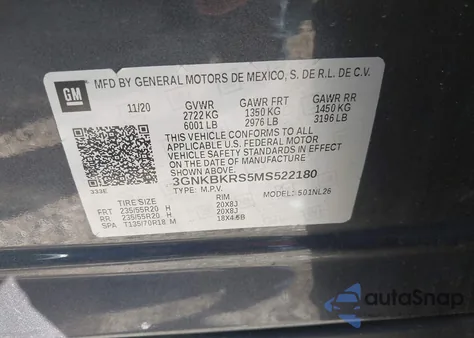 GM
MFD BY GENERAL MOTORS DE MEXICO, S. DE R.L. DE C.V.
11/20 GVWR GAWR FRT GAWR RR
2722 KG 1350 KG 1450 KG
6001 LB 2976 LB 3196 LB
THIS VEHICLE CONFORMS TO ALL
APPLICABLE U.S. FEDERAL MOTOR
VEHICLE SAFETY STANDARDS IN
EFFECT ON THE DATE OF
MANUFACTURE SHOWN ABOVE.
3GNKBKRS5MS522180
333E TYPE: M.P.V. MODEL: 501NL26
TIRE SIZE RIM
FRT 235/55R20 H 20X8J
RR 235/55R20 H 20X8J
SPA T135/70R18 M 18X4.5B
autoSnap